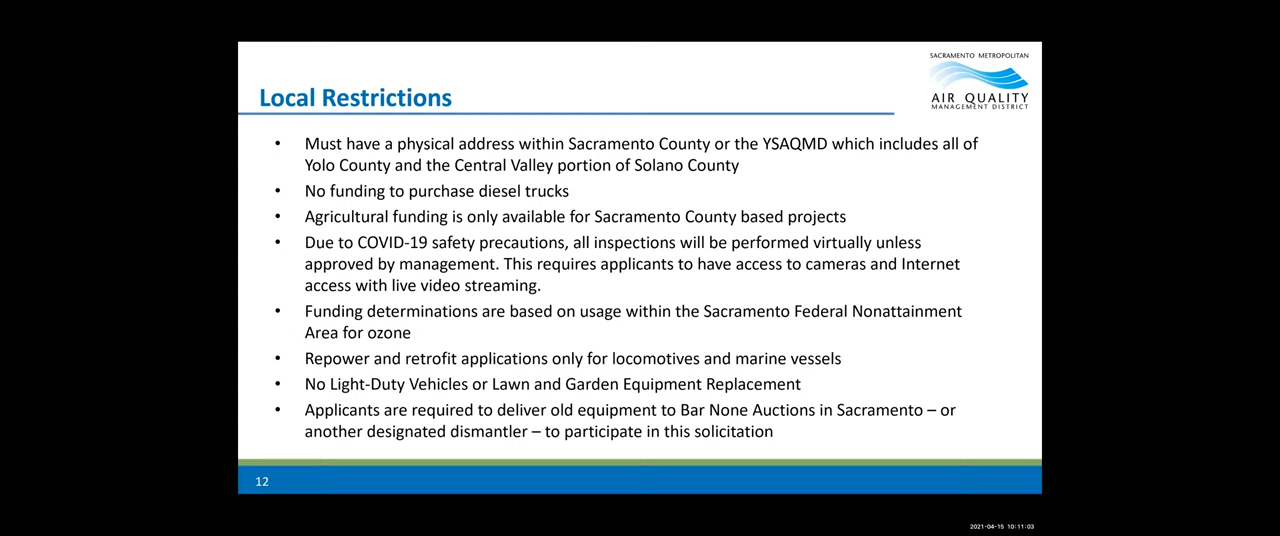 SACRAMENTO METROPOLITAN
AIR QUALITY
MANAGEMENT DISTRICT
Local Restrictions
• Must have a physical address within Sacramento County or the YSAQMD which includes all of
Yolo County and the Central Valley portion of Solano County
• No funding to purchase diesel trucks
• Agricultural funding is only available for Sacramento County based projects
• Due to COVID-19 safety precautions, all inspections will be performed virtually unless
approved by management. This requires applicants to have access to cameras and Internet
access with live video streaming.
• Funding determinations are based on usage within the Sacramento Federal Nonattainment
Area for ozone
• Repower and retrofit applications only for locomotives and marine vessels
• No Light-Duty Vehicles or Lawn and Garden Equipment Replacement
• Applicants are required to deliver old equipment to Bar None Auctions in Sacramento – or
another designated dismantler – to participate in this solicitation
12
2021-04-15 10:11:03